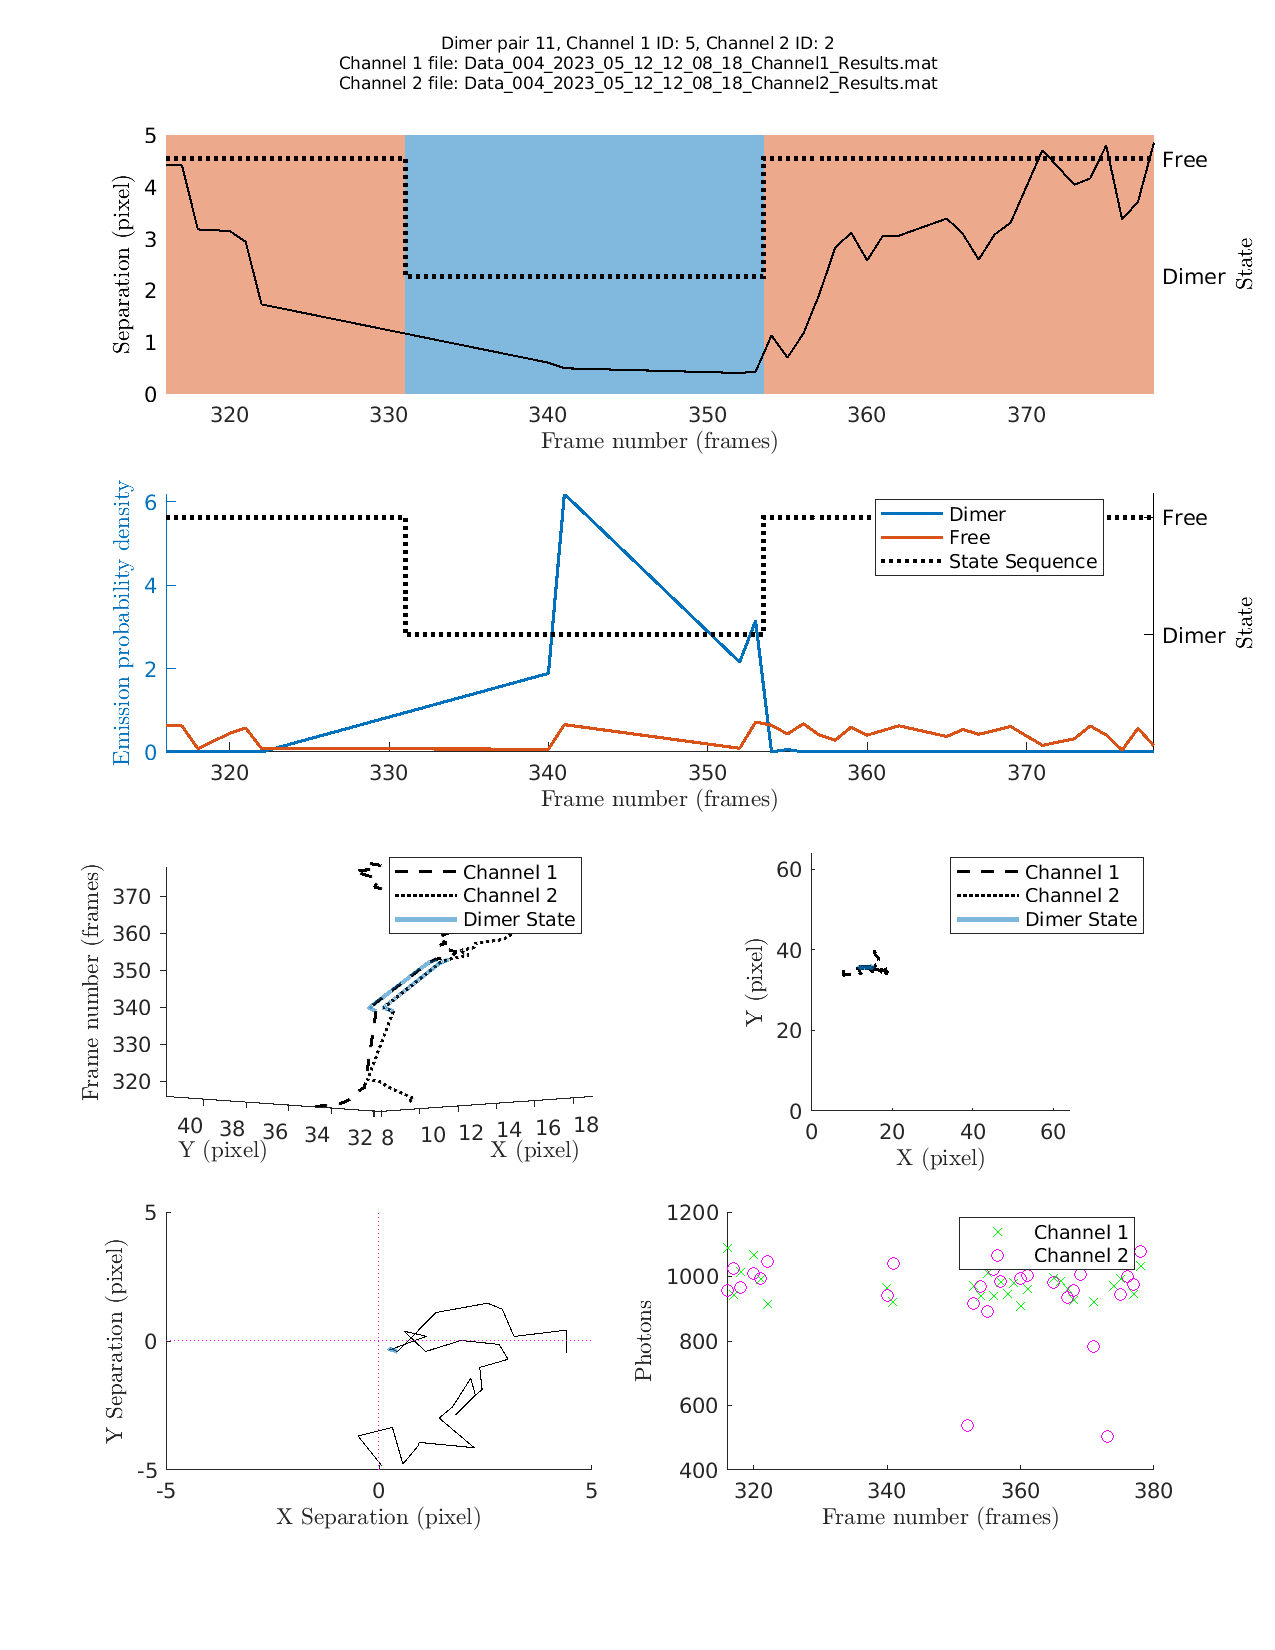 Dimer pair 11, Channel 1 ID: 5, Channel 2 ID: 2
Channel 1 file: Data_004_2023_05_12_12_08_18_Channel1_Results.mat
Channel 2 file: Data_004_2023_05_12_12_08_18_Channel2_Results.mat
5
4
3
2
1
0
Separation (pixel)
Free
Dimer
State
320 330 340 350 360 370
Frame number (frames)
6
4
2
0
Emission probability density
Dimer
Free
State Sequence
Free
Dimer
State
320 330 340 350 360 370
Frame number (frames)
370
360
350
340
330
320
Frame number (frames)
Channel 1
Channel 2
Dimer State
40 38 36 34 32 8 10 12 14 16 18
Y (pixel) X (pixel)
60
40
20
0
Y (pixel)
Channel 1
Channel 2
Dimer State
0 20 40 60
X (pixel)
5
0
-5
Y Separation (pixel)
-5 0 5
X Separation (pixel)
1200
1000
800
600
400
Photons
Channel 1
Channel 2
320 340 360 380
Frame number (frames)